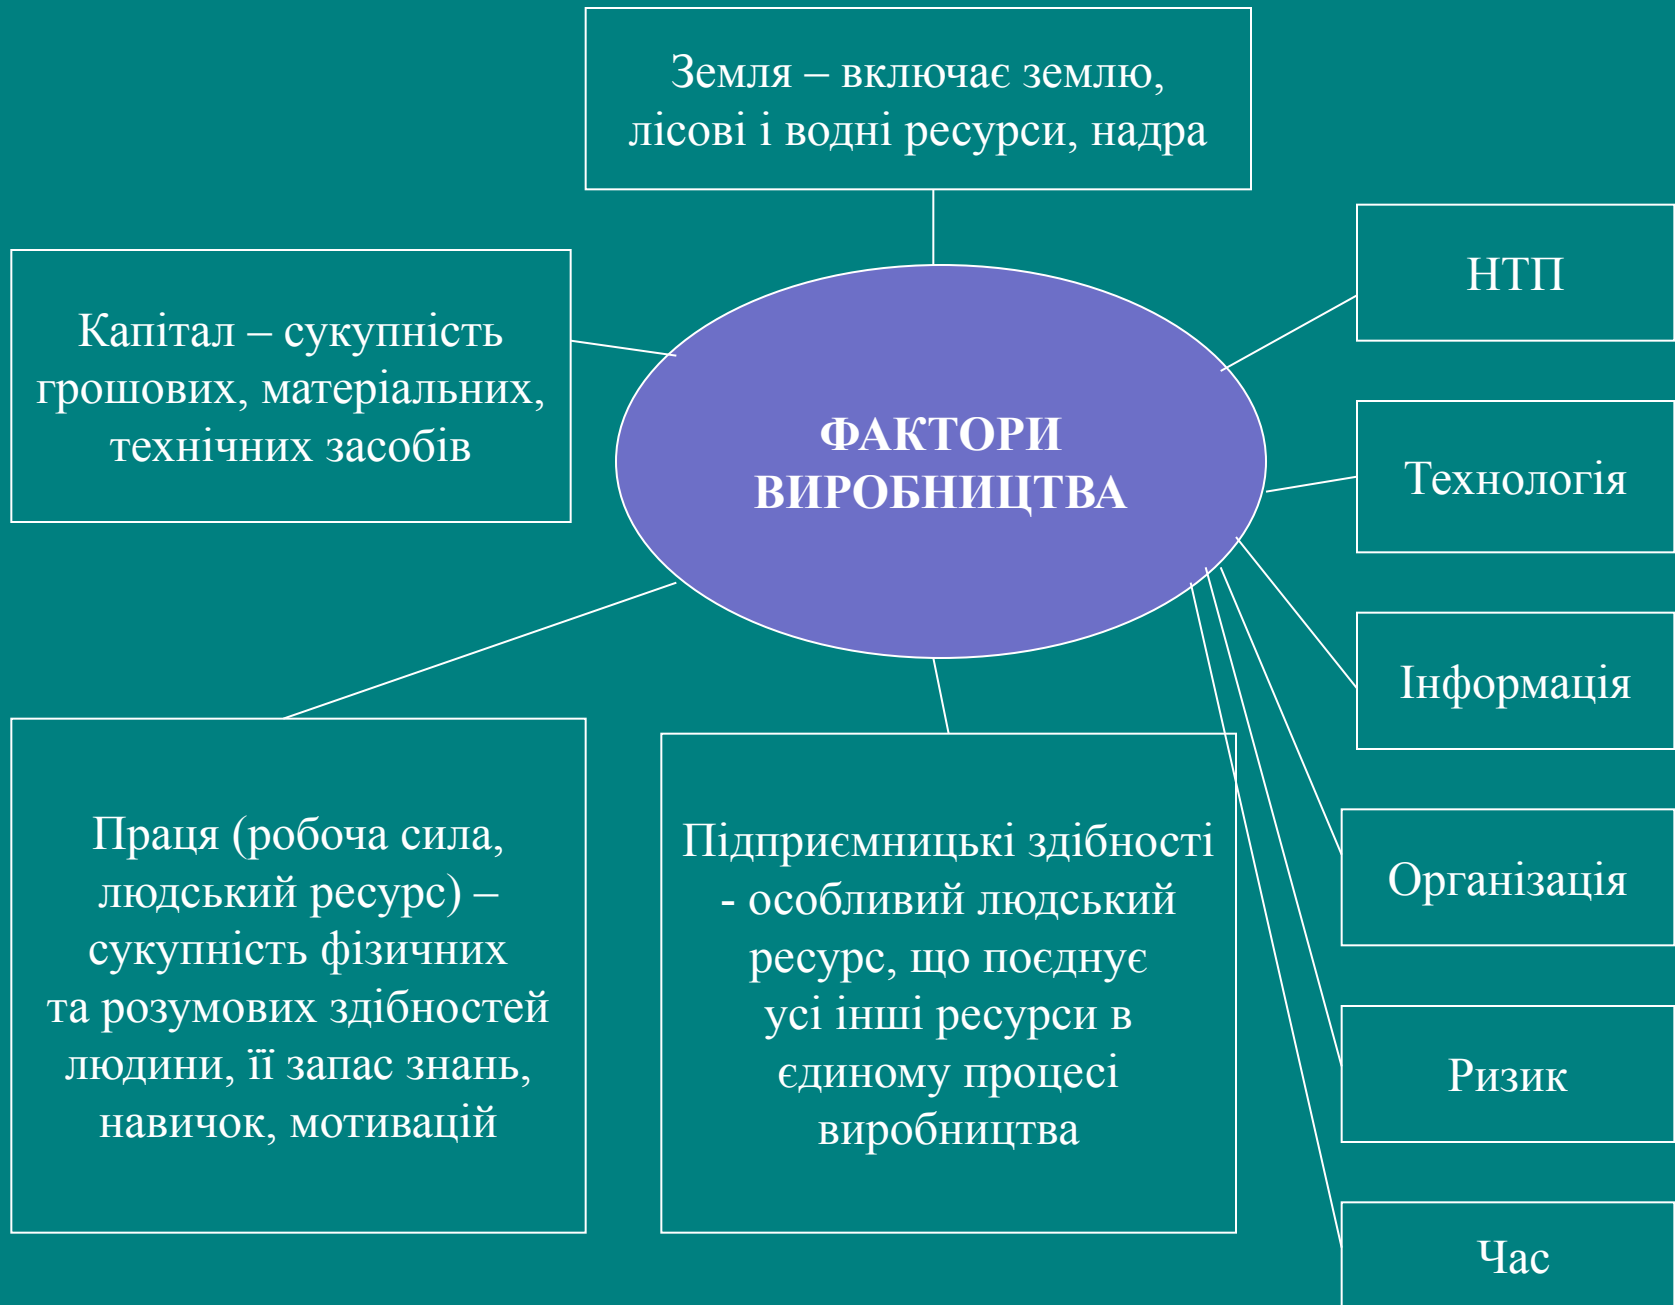 Земля – включає землю,
лісові і водні ресурси, надра
НТП
Капітал – сукупність
грошових, матеріальних,
технічних засобів
ФАКТОРИ
ВИРОБНИЦТВА
Технологія
Інформація
Праця (робоча сила,
людський ресурс) –
сукупність фізичних
та розумових здібностей
людини, її запас знань,
навичок, мотивацій
Підприємницькі здібності
- особливий людський
ресурс, що поєднує
усі інші ресурси в
єдиному процесі
виробництва
Організація
Ризик
Час